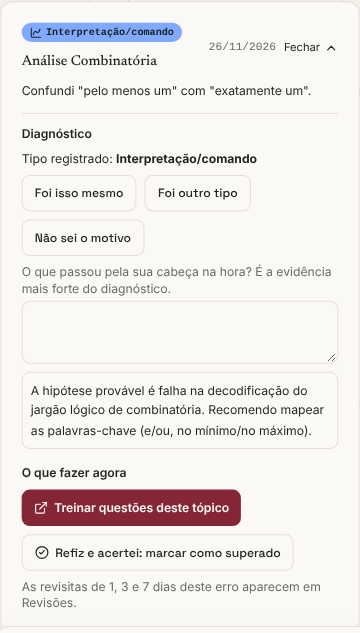 Interpretação/comando
26/11/2026 Fechar
Análise Combinatória
Confundi "pelo menos um" com "exatamente um".
Diagnóstico
Tipo registrado: Interpretação/comando
Foi isso mesmo
Foi outro tipo
Não sei o motivo
O que passou pela sua cabeça na hora? É a evidência
mais forte do diagnóstico.
A hipótese provável é falha na decodificação do
jargão lógico de combinatória. Recomendo mapear
as palavras-chave (e/ou, no mínimo/no máximo).
O que fazer agora
Treinar questões deste tópico
Refiz e acertei: marcar como superado
As revisitas de 1, 3 e 7 dias deste erro aparecem em
Revisões.